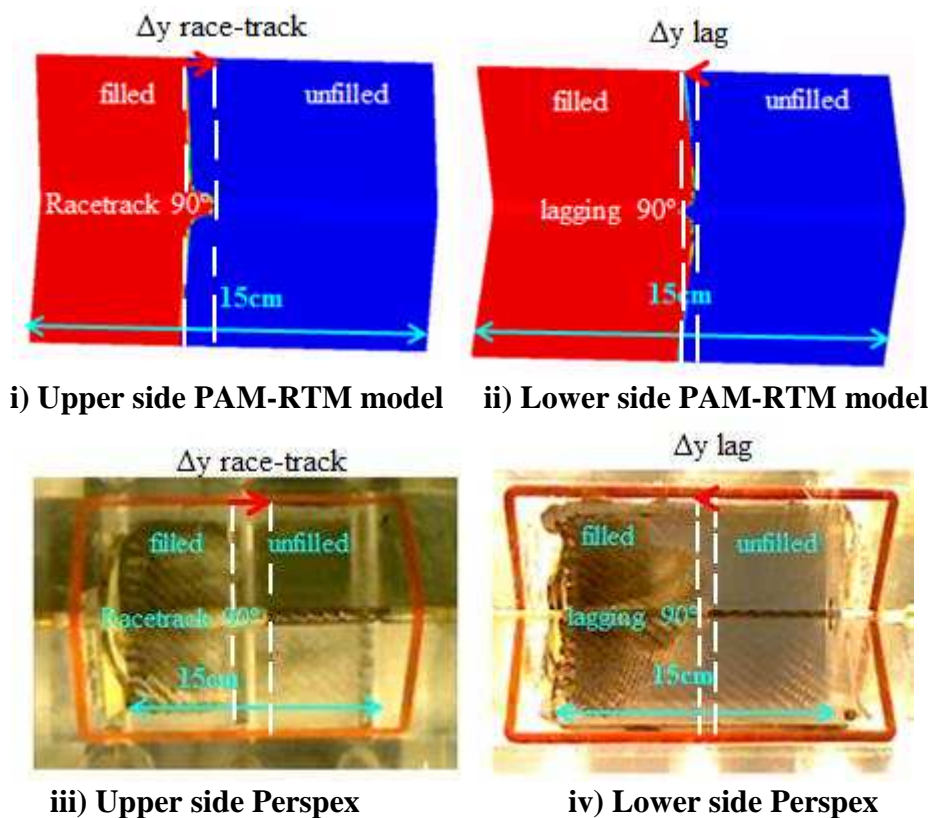 Δy race-track
filled unfilled
Racetrack 90°
15cm
i) Upper side PAM-RTM model
Δy lag
filled unfilled
lagging 90°
15cm
ii) Lower side PAM-RTM model
Δy race-track
filled unfilled
Racetrack 90°
15cm
iii) Upper side Perspex
Δy lag
filled unfilled
lagging 90°
15cm
iv) Lower side Perspex